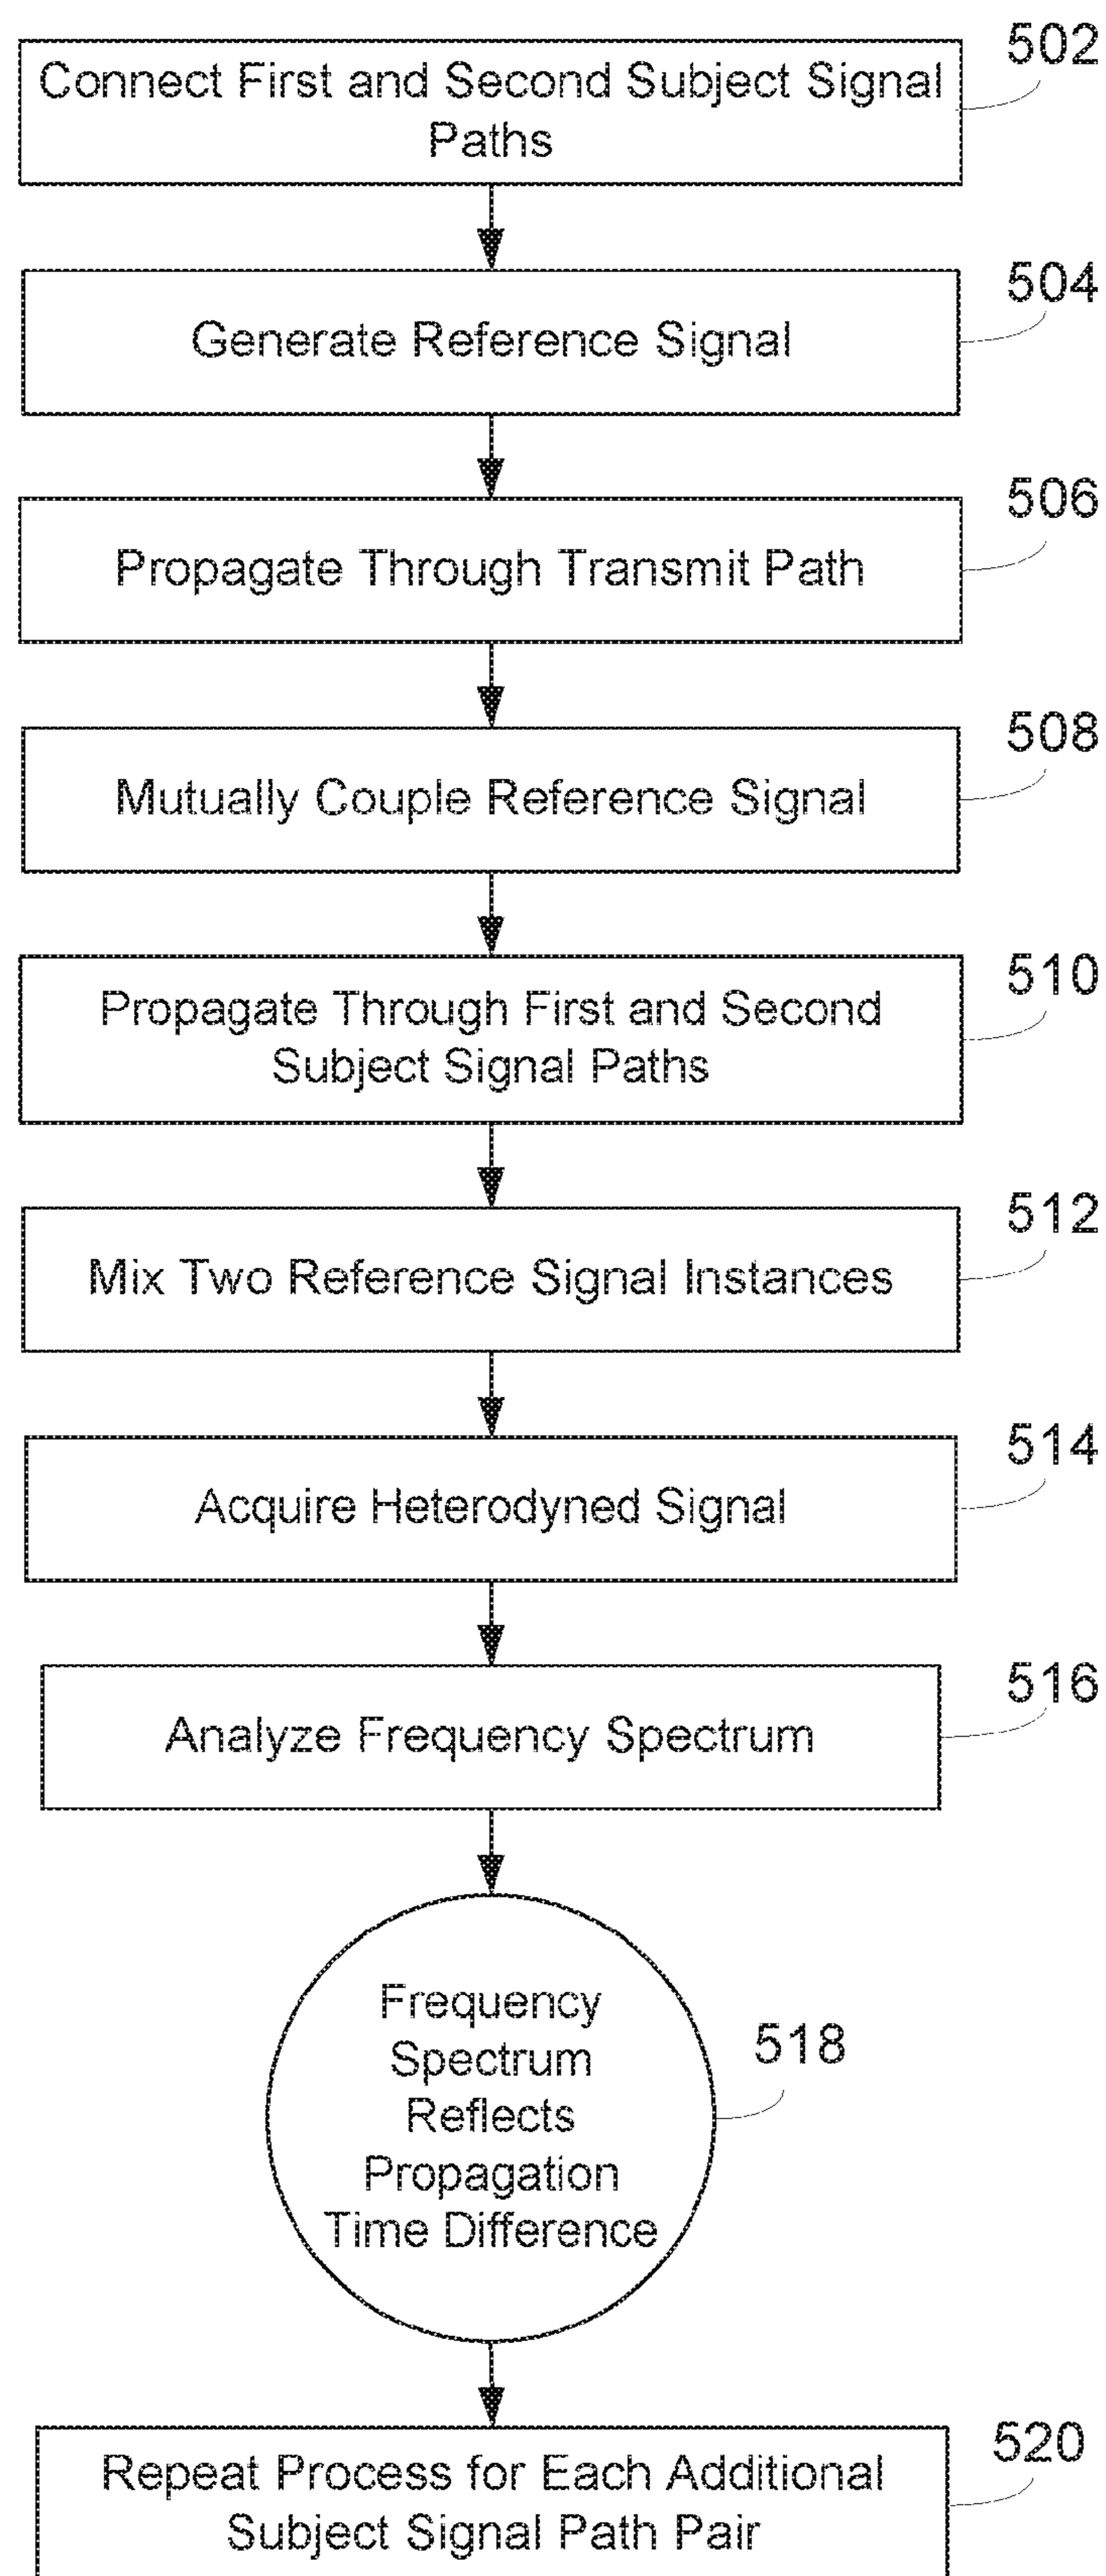 502
Connect First and Second Subject Signal
Paths
504
Generate Reference Signal
506
Propagate Through Transmit Path
508
Mutually Couple Reference Signal
510
Propagate Through First and Second
Subject Signal Paths
512
Mix Two Reference Signal Instances
514
Acquire Heterodyned Signal
516
Analyze Frequency Spectrum
518
Frequency
Spectrum
Reflects
Propagation
Time Difference
520
Repeat Process for Each Additional
Subject Signal Path Pair